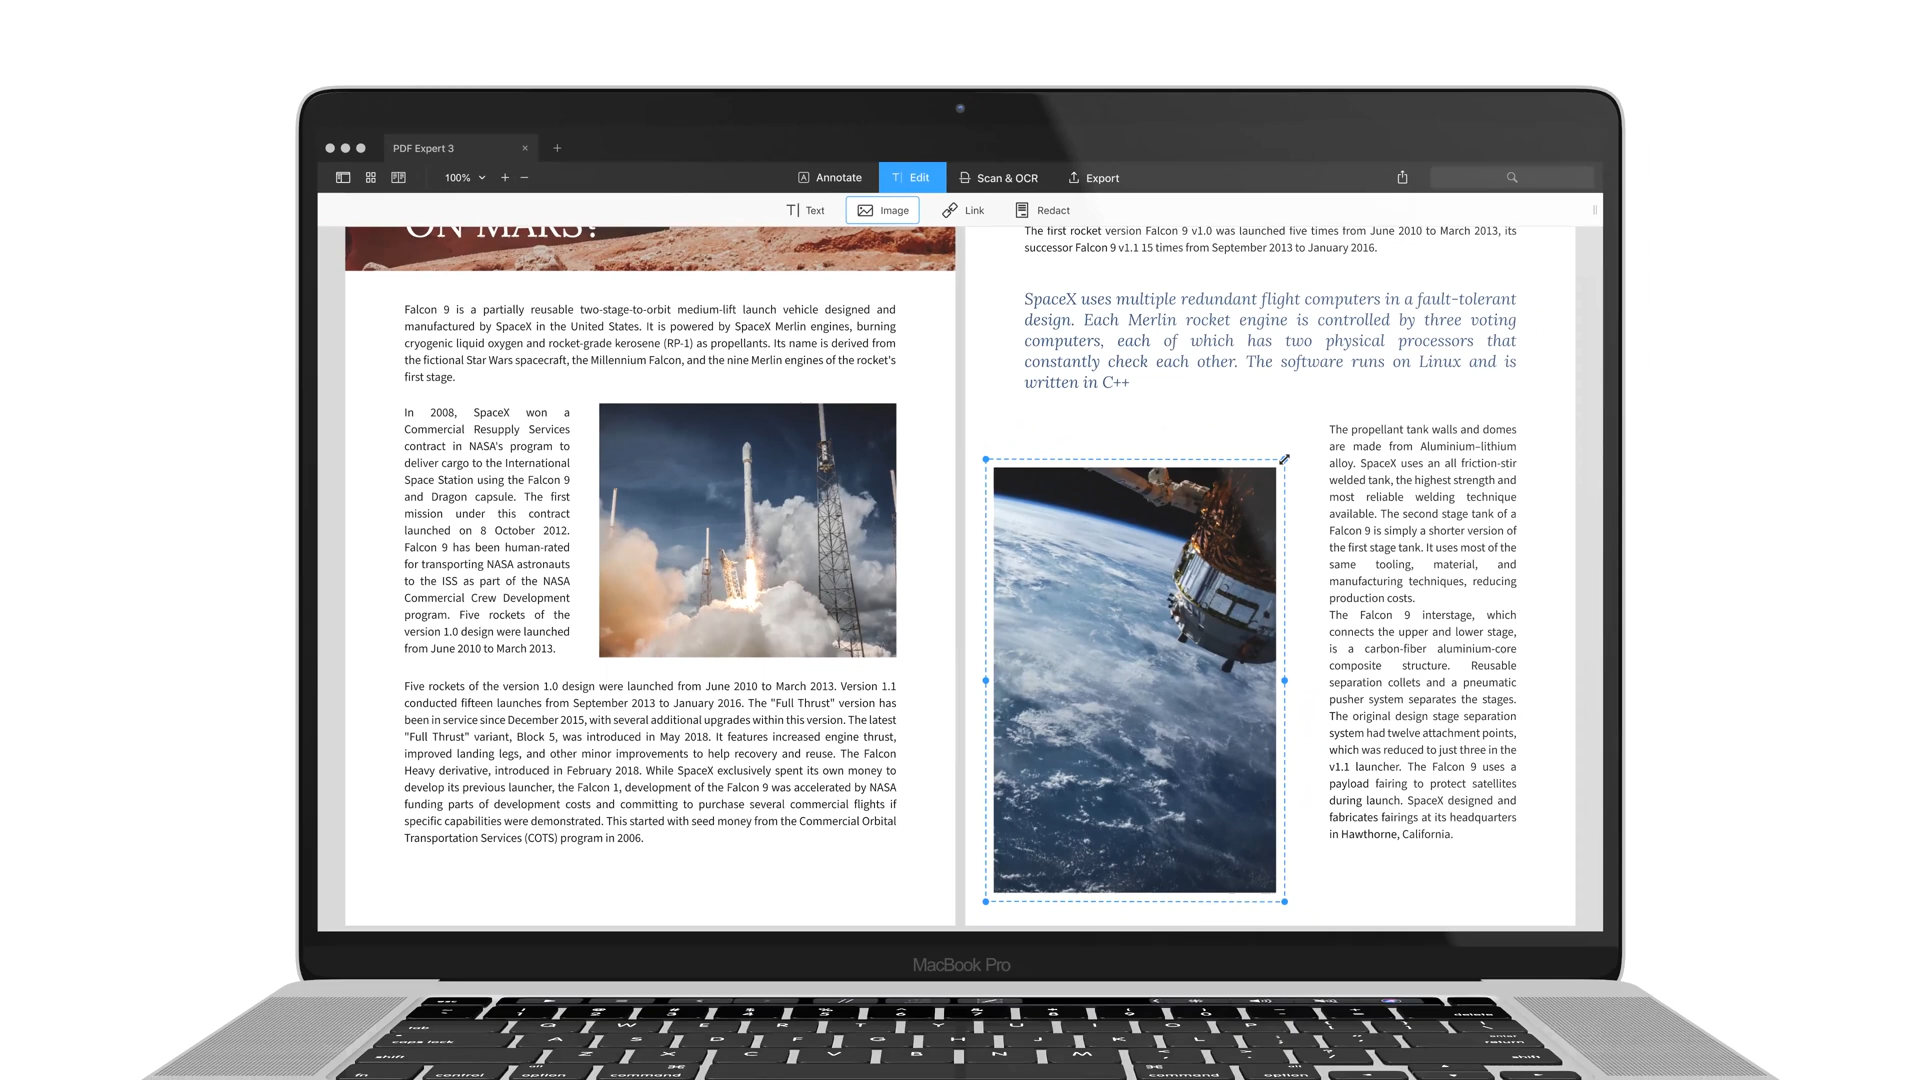 PDF Expert 3
100%
Annotate
Edit
Scan & OCR
Export
Text
Image
Link
Redact
ON MARS?
Falcon 9 is a partially reusable two-stage-to-orbit medium-lift launch vehicle designed and
manufactured by SpaceX in the United States. It is powered by SpaceX Merlin engines, burning
cryogenic liquid oxygen and rocket-grade kerosene (RP-1) as propellants. Its name is derived from
the fictional Star Wars spacecraft, the Millennium Falcon, and the nine Merlin engines of the rocket's
first stage.
In 2008, SpaceX won a
Commercial Resupply Services
contract in NASA's program to
deliver cargo to the International
Space Station using the Falcon 9
and Dragon capsule. The first
mission under this contract
launched on 8 October 2012.
Falcon 9 has been human-rated
for transporting NASA astronauts
to the ISS as part of the NASA
Commercial Crew Development
program. Five rockets of the
version 1.0 design were launched
from June 2010 to March 2013.
Five rockets of the version 1.0 design were launched from June 2010 to March 2013. Version 1.1
conducted fifteen launches from September 2013 to January 2016. The "Full Thrust" version has
been in service since December 2015, with several additional upgrades within this version. The latest
"Full Thrust" variant, Block 5, was introduced in May 2018. It features increased engine thrust,
improved landing legs, and other minor improvements to help recovery and reuse. The Falcon
Heavy derivative, introduced in February 2018. While SpaceX exclusively spent its own money to
develop its previous launcher, the Falcon 1, development of the Falcon 9 was accelerated by NASA
funding parts of development costs and committing to purchase several commercial flights if
specific capabilities were demonstrated. This started with seed money from the Commercial Orbital
Transportation Services (COTS) program in 2006.
The first rocket version Falcon 9 v1.0 was launched five times from June 2010 to March 2013, its
successor Falcon 9 v1.1 15 times from September 2013 to January 2016.
SpaceX uses multiple redundant flight computers in a fault-tolerant
design. Each Merlin rocket engine is controlled by three voting
computers, each of which has two physical processors that
constantly check each other. The software runs on Linux and is
written in C++
The propellant tank walls and domes
are made from Aluminium–lithium
alloy. SpaceX uses an all friction-stir
welded tank, the highest strength and
most reliable welding technique
available. The second stage tank of a
Falcon 9 is simply a shorter version of
the first stage tank. It uses most of the
same tooling, material, and
manufacturing techniques, reducing
production costs.
The Falcon 9 interstage, which
connects the upper and lower stage,
is a carbon-fiber aluminium-core
composite structure. Reusable
separation collets and a pneumatic
pusher system separates the stages.
The original design stage separation
system had twelve attachment points,
which was reduced to just three in the
v1.1 launcher. The Falcon 9 uses a
payload fairing to protect satellites
during launch. SpaceX designed and
fabricates fairings at its headquarters
in Hawthorne, California.
MacBook Pro
esc
delete
tab Q W E R T Y U I O P
caps lock A S D F G H J K L
return
shift Z X C V B N M shift
fn control option command command option